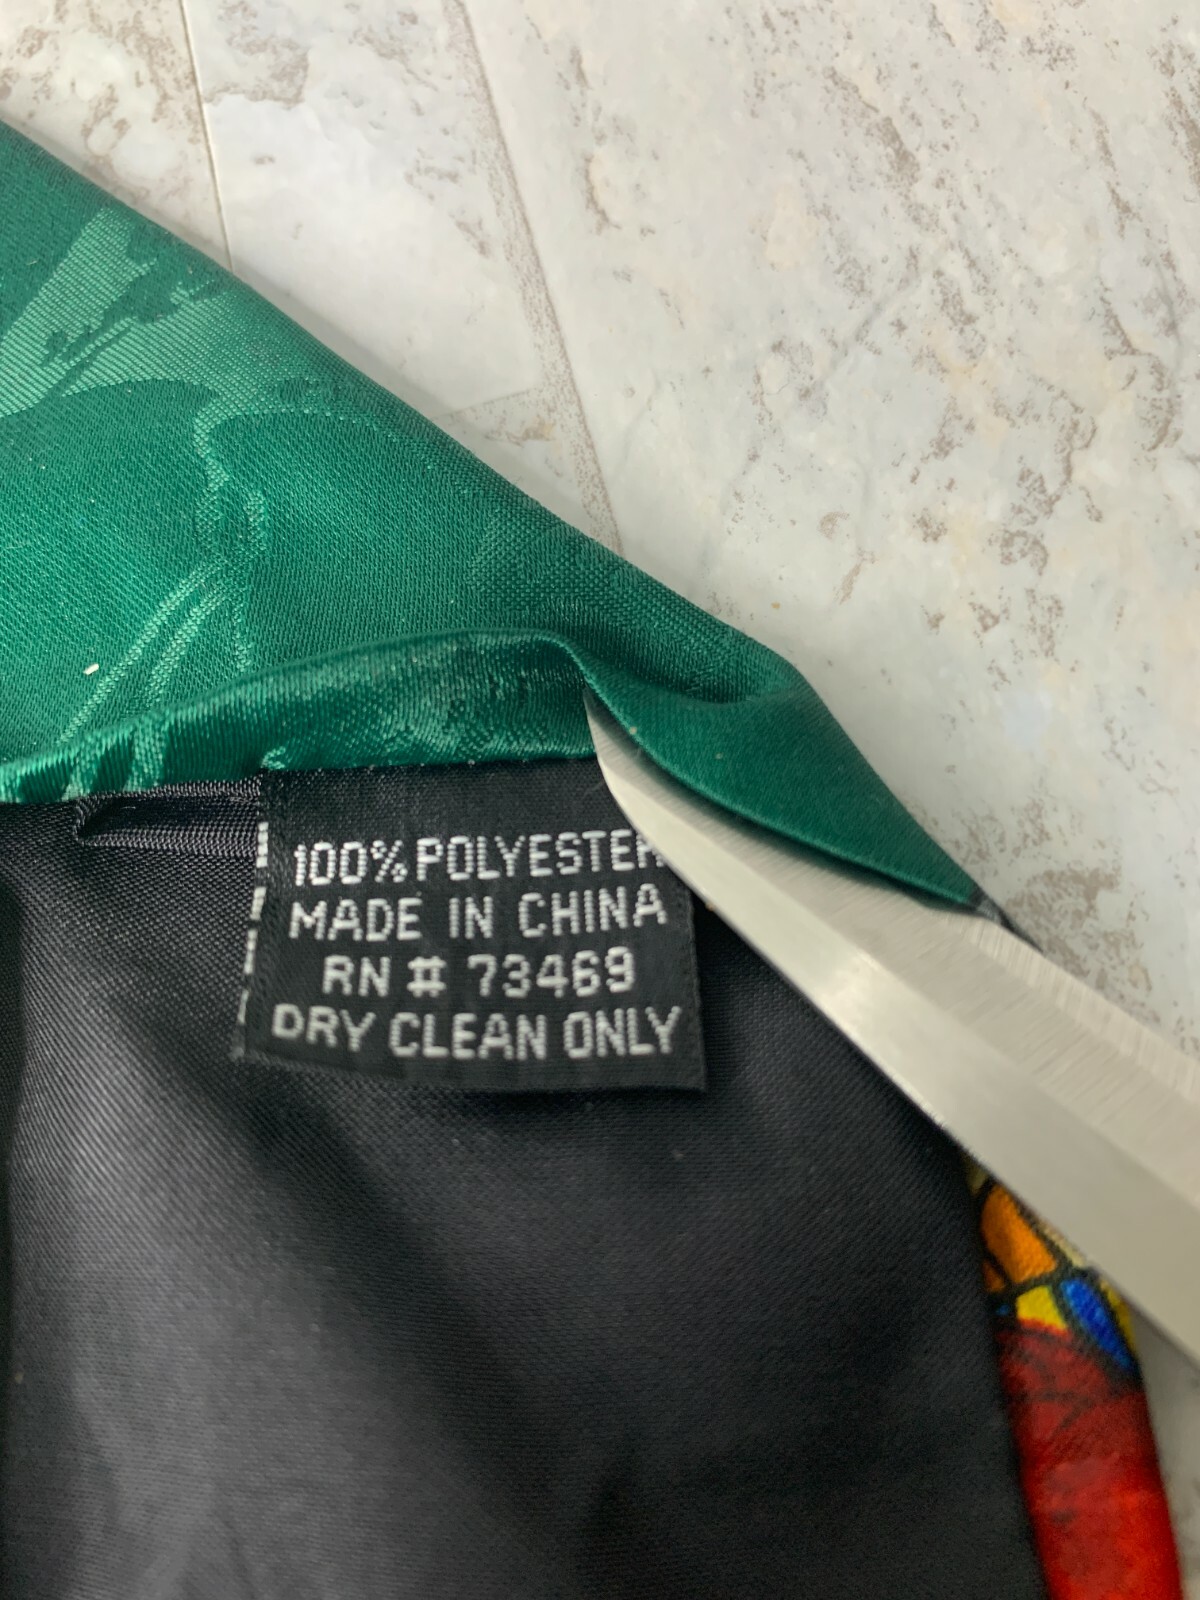 100% POLYESTER
MADE IN CHINA
RN # 73469
DRY CLEAN ONLY